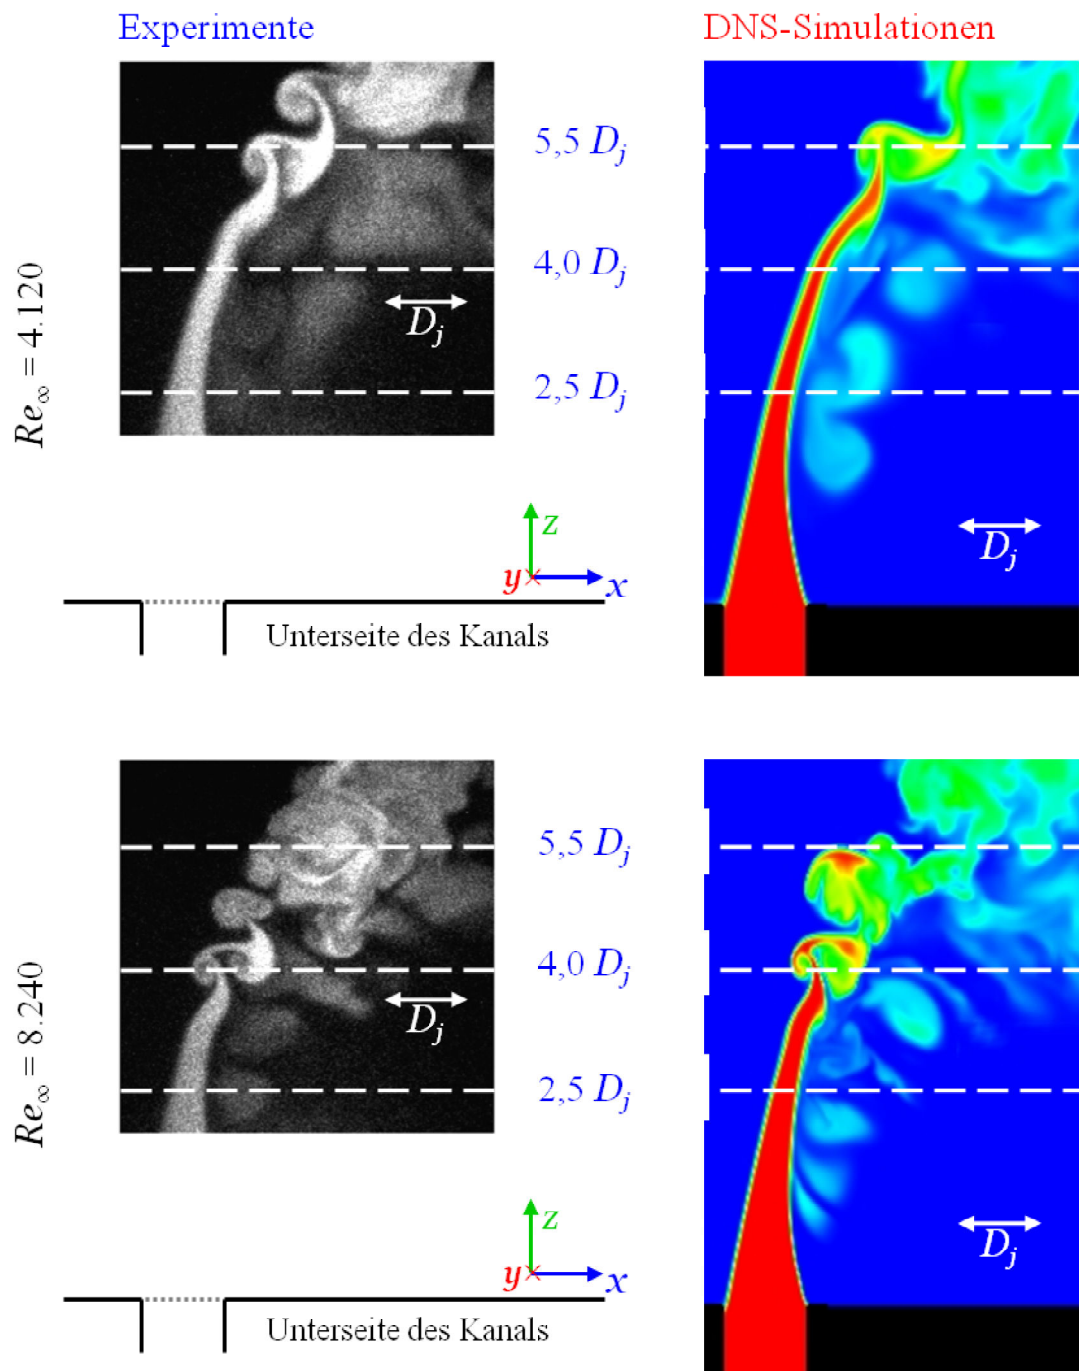 Experimente
DNS-Simulationen
Re∞ = 4.120
5,5 Dj
4,0 Dj
Dj
2,5 Dj
Dj
z
y
x
Unterseite des Kanals
Re∞ = 8.240
5,5 Dj
4,0 Dj
Dj
2,5 Dj
Dj
z
y
x
Unterseite des Kanals